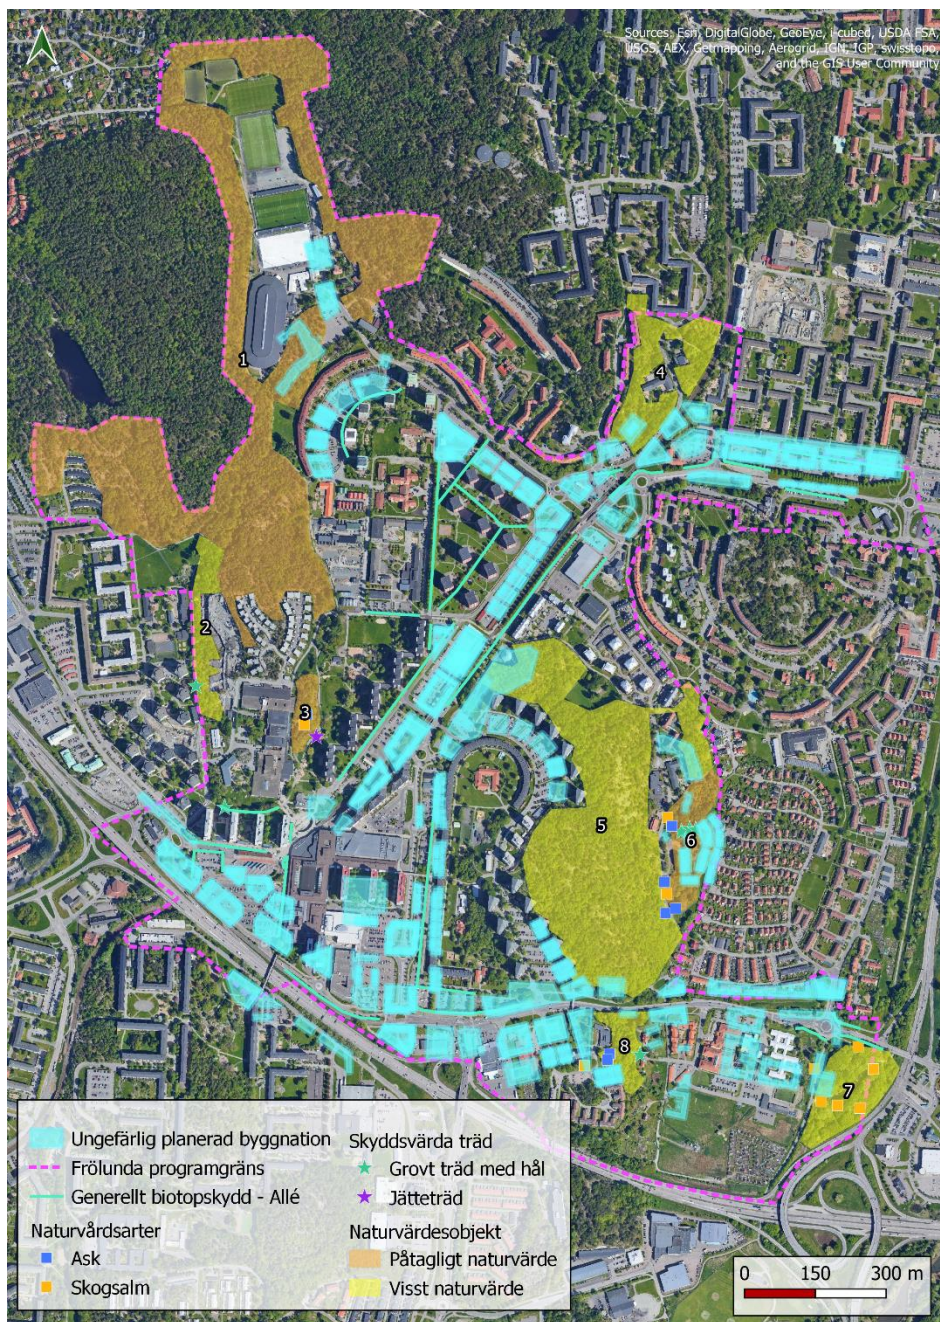 Sources: Esri, DigitalGlobe, GeoEye, i-cubed, USDA FSA,
USGS, AEX, Getmapping, Aerogrid, IGN, IGP, swisstopo,
and the GIS User Community
1
4
2
3
5
6
8
7
Ungefärlig planerad byggnation
Frölunda programgräns
Generellt biotopskydd - Allé
Naturvårdsarter
Ask
Skogsalm
Skyddsvärda träd
Grovt träd med hål
Jätteträd
Naturvärdesobjekt
Påtagligt naturvärde
Visst naturvärde
0 150 300 m